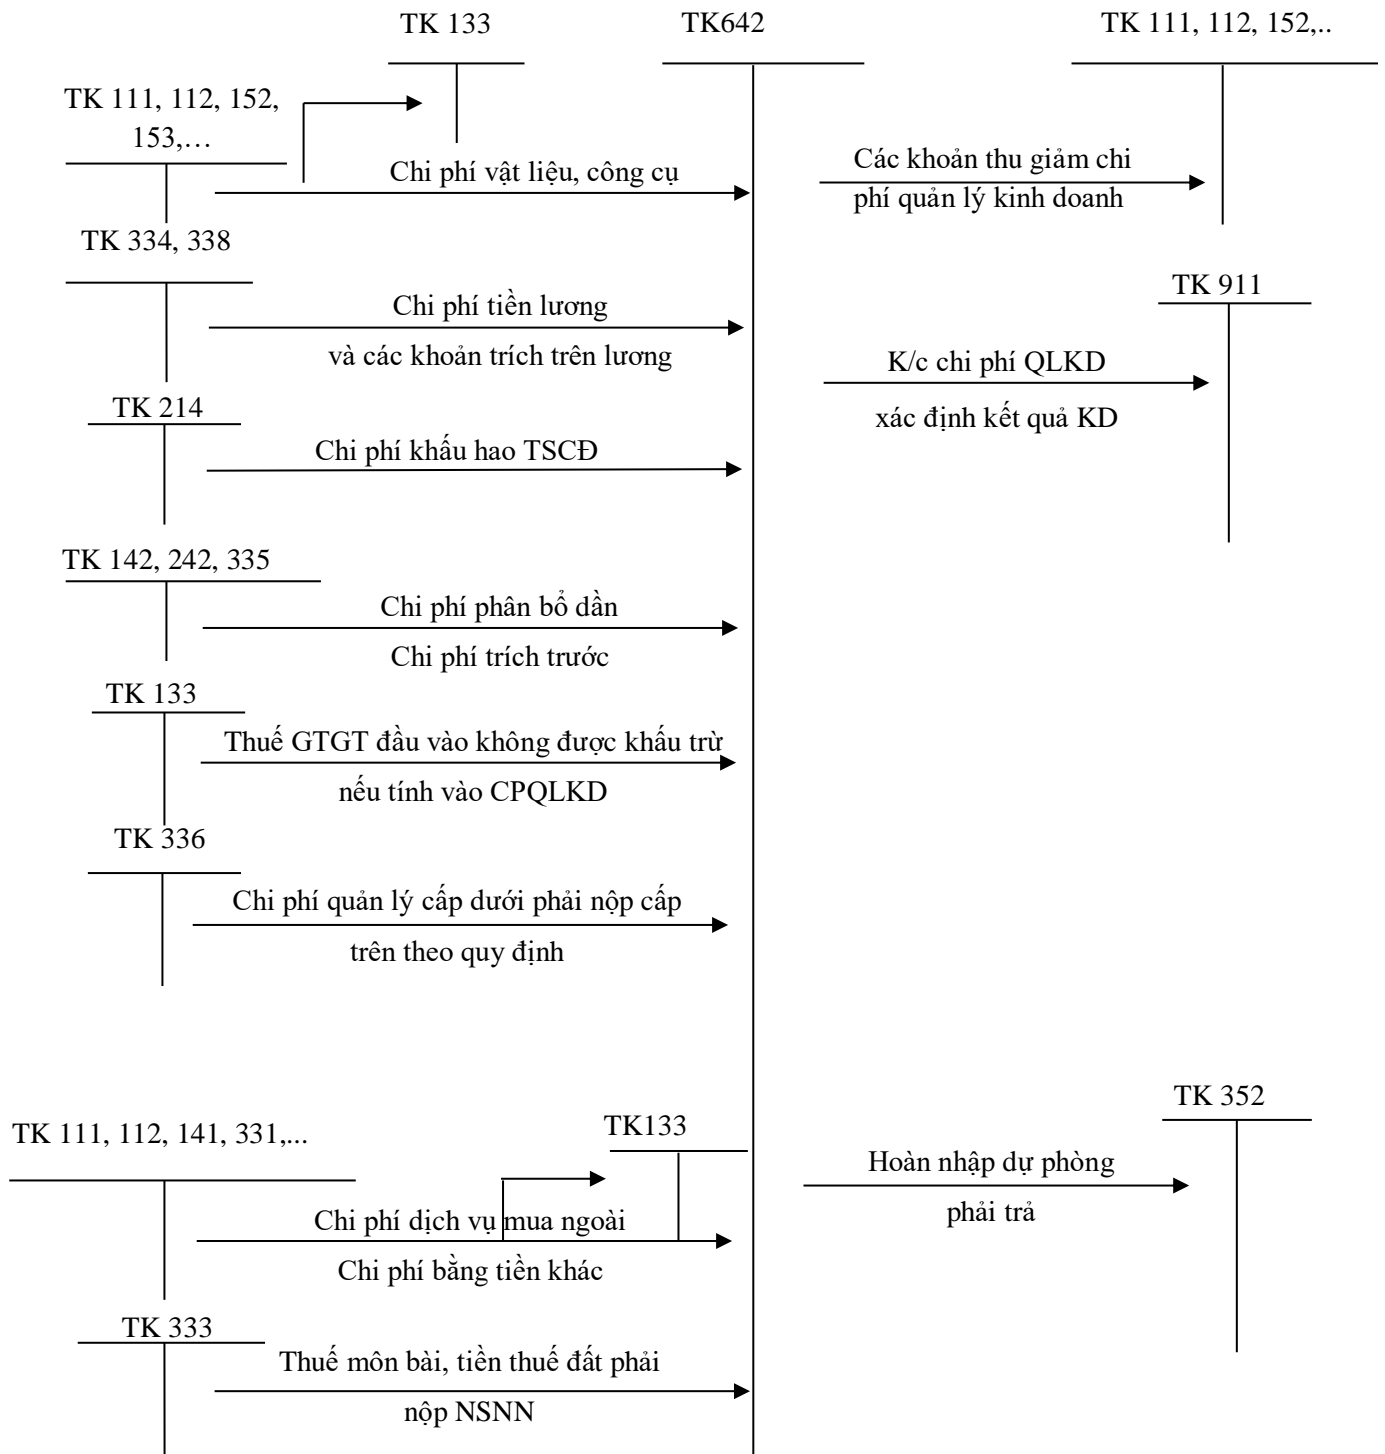 TK 133
TK642
TK 111, 112, 152,..
TK 111, 112, 152,
153,…
Chi phí vật liệu, công cụ
Các khoản thu giảm chi
phí quản lý kinh doanh
TK 334, 338
Chi phí tiền lương
và các khoản trích trên lương
TK 911
K/c chi phí QLKD
xác định kết quả KD
TK 214
Chi phí khấu hao TSCĐ
TK 142, 242, 335
Chi phí phân bổ dần
Chi phí trích trước
TK 133
Thuế GTGT đầu vào không được khấu trừ
nếu tính vào CPQLKD
TK 336
Chi phí quản lý cấp dưới phải nộp cấp
trên theo quy định
TK 111, 112, 141, 331,...
TK133
TK 352
Chi phí dịch vụ mua ngoài
Chi phí bằng tiền khác
Hoàn nhập dự phòng
phải trả
TK 333
Thuế môn bài, tiền thuế đất phải
nộp NSNN